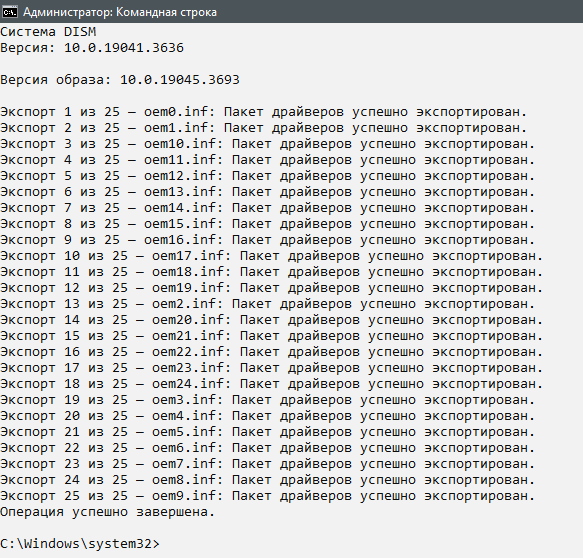 Администратор: Командная строка
Система DISM
Версия: 10.0.19041.3636
Версия образа: 10.0.19045.3693
Экспорт 1 из 25 — oem0.inf: Пакет драйверов успешно экспортирован.
Экспорт 2 из 25 — oem1.inf: Пакет драйверов успешно экспортирован.
Экспорт 3 из 25 — oem10.inf: Пакет драйверов успешно экспортирован.
Экспорт 4 из 25 — oem11.inf: Пакет драйверов успешно экспортирован.
Экспорт 5 из 25 — oem12.inf: Пакет драйверов успешно экспортирован.
Экспорт 6 из 25 — oem13.inf: Пакет драйверов успешно экспортирован.
Экспорт 7 из 25 — oem14.inf: Пакет драйверов успешно экспортирован.
Экспорт 8 из 25 — oem15.inf: Пакет драйверов успешно экспортирован.
Экспорт 9 из 25 — oem16.inf: Пакет драйверов успешно экспортирован.
Экспорт 10 из 25 — oem17.inf: Пакет драйверов успешно экспортирован.
Экспорт 11 из 25 — oem18.inf: Пакет драйверов успешно экспортирован.
Экспорт 12 из 25 — oem19.inf: Пакет драйверов успешно экспортирован.
Экспорт 13 из 25 — oem2.inf: Пакет драйверов успешно экспортирован.
Экспорт 14 из 25 — oem20.inf: Пакет драйверов успешно экспортирован.
Экспорт 15 из 25 — oem21.inf: Пакет драйверов успешно экспортирован.
Экспорт 16 из 25 — oem22.inf: Пакет драйверов успешно экспортирован.
Экспорт 17 из 25 — oem23.inf: Пакет драйверов успешно экспортирован.
Экспорт 18 из 25 — oem24.inf: Пакет драйверов успешно экспортирован.
Экспорт 19 из 25 — oem3.inf: Пакет драйверов успешно экспортирован.
Экспорт 20 из 25 — oem4.inf: Пакет драйверов успешно экспортирован.
Экспорт 21 из 25 — oem5.inf: Пакет драйверов успешно экспортирован.
Экспорт 22 из 25 — oem6.inf: Пакет драйверов успешно экспортирован.
Экспорт 23 из 25 — oem7.inf: Пакет драйверов успешно экспортирован.
Экспорт 24 из 25 — oem8.inf: Пакет драйверов успешно экспортирован.
Экспорт 25 из 25 — oem9.inf: Пакет драйверов успешно экспортирован.
Операция успешно завершена.
C:\Windows\system32>